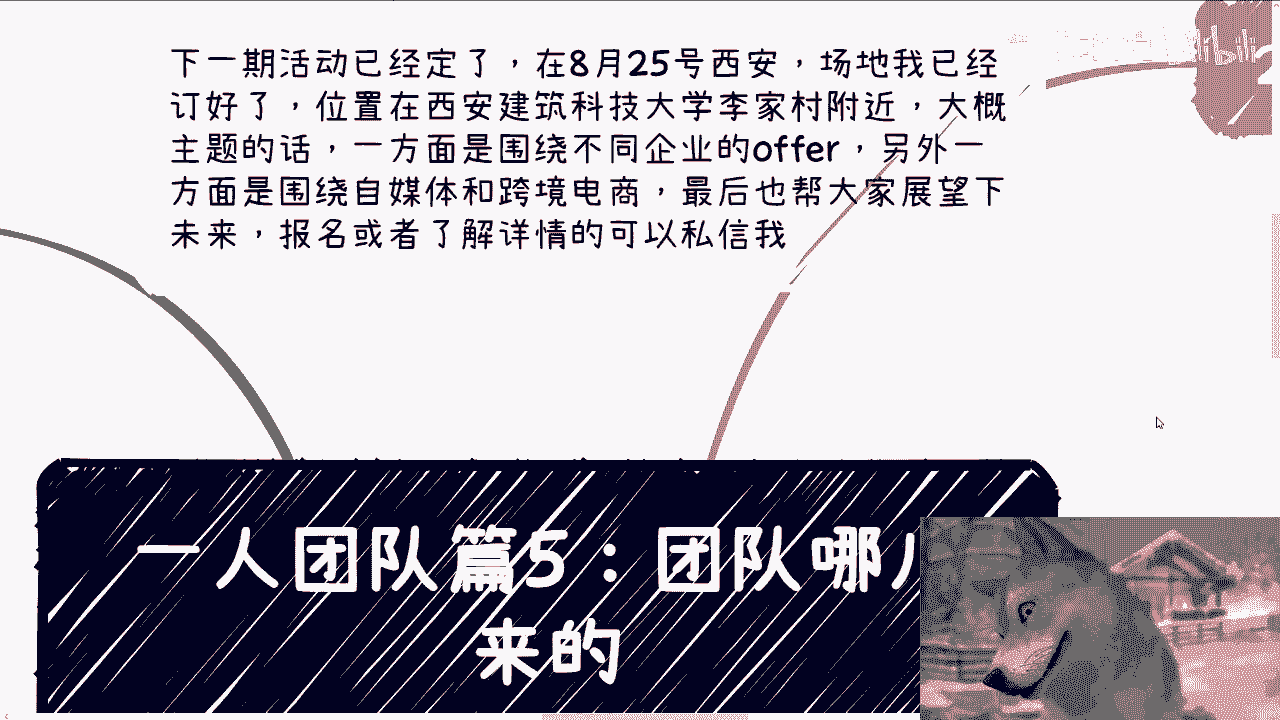 下一期活动已经定了，在8月25号西安，场地我已经
订好了，位置在西安建筑科技大学李家村附近，大概
主题的话，一方面是围绕不同企业的offer，另外一
方面是围绕自媒体和跨境电商，最后也帮大家展望下
未来，报名或者了解详情的可以私信我
一人团队篇5：团队哪
来的